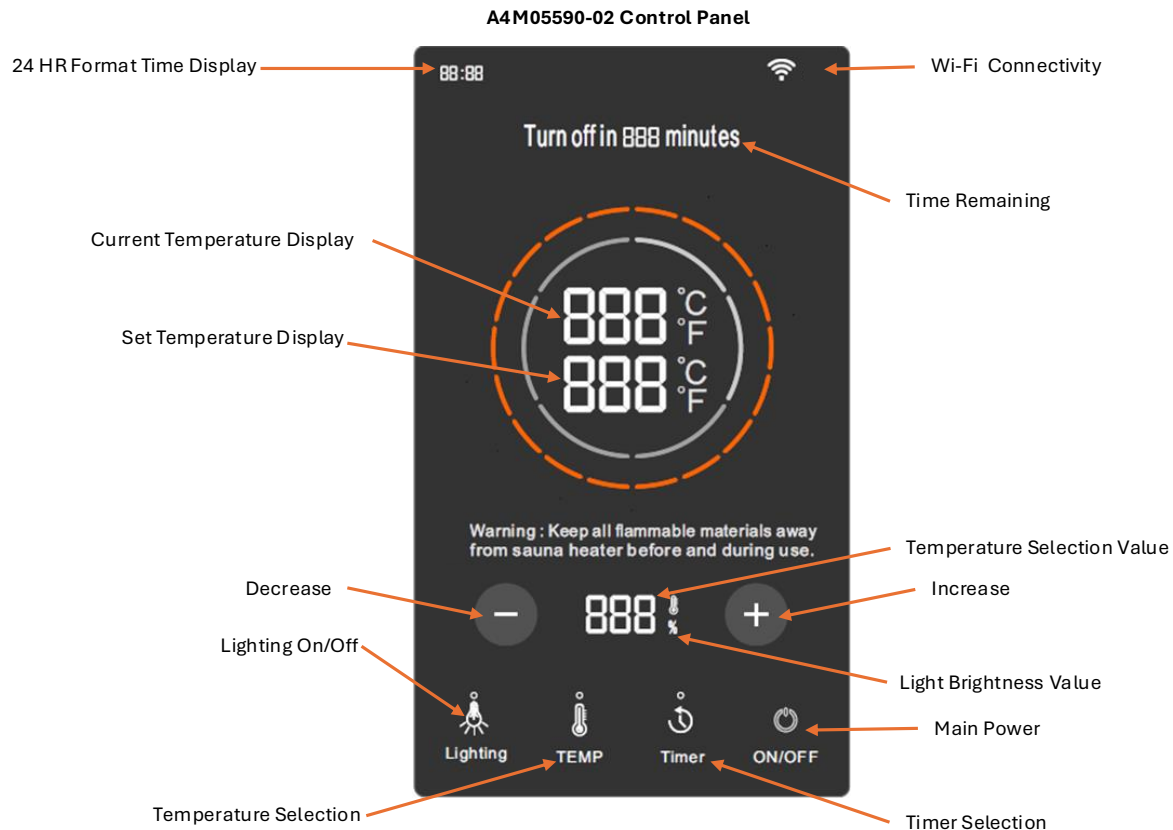 A4M05590-02 Control Panel
24 HR Format Time Display
88:88
Wi-Fi Connectivity
Turn off in 888 minutes
Time Remaining
Current Temperature Display
888 °C °F
Set Temperature Display
888 °C °F
Warning : Keep all flammable materials away
from sauna heater before and during use.
Temperature Selection Value
Decrease
−
888 %
+
Increase
Lighting On/Off
Light Brightness Value
Main Power
Lighting
TEMP
Timer
ON/OFF
Temperature Selection
Timer Selection